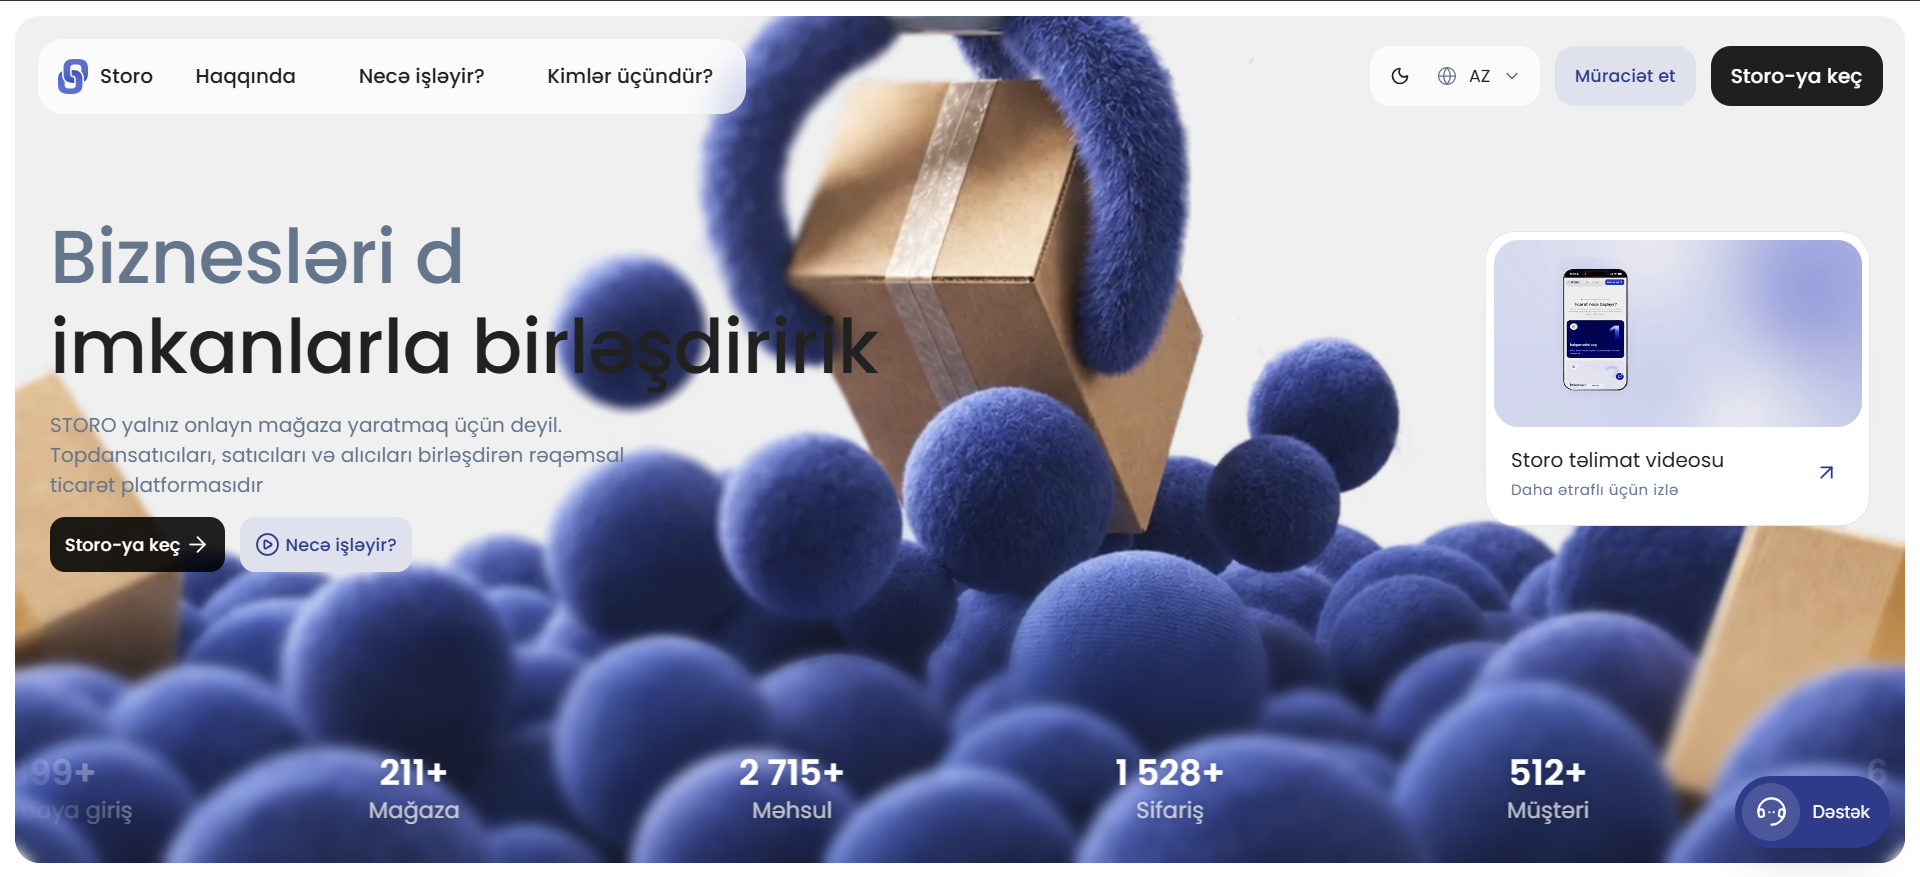 Storo
Haqqında
Necə işləyir?
Kimlər üçündür?
AZ
Müraciət et
Storo-ya keç
Biznesləri d
imkanlarla birləşdiririk
STORO yalnız onlayn mağaza yaratmaq üçün deyil.
Topdansatıcıları, satıcıları və alıcıları birləşdirən rəqəmsal
ticarət platformasıdır
Storo-ya keç
Necə işləyir?
Storo təlimat videosu
Daha ətraflı üçün izlə
99+
giriş
211+
Mağaza
2 715+
Məhsul
1 528+
Sifariş
512+
Müştəri
6
Dəstək